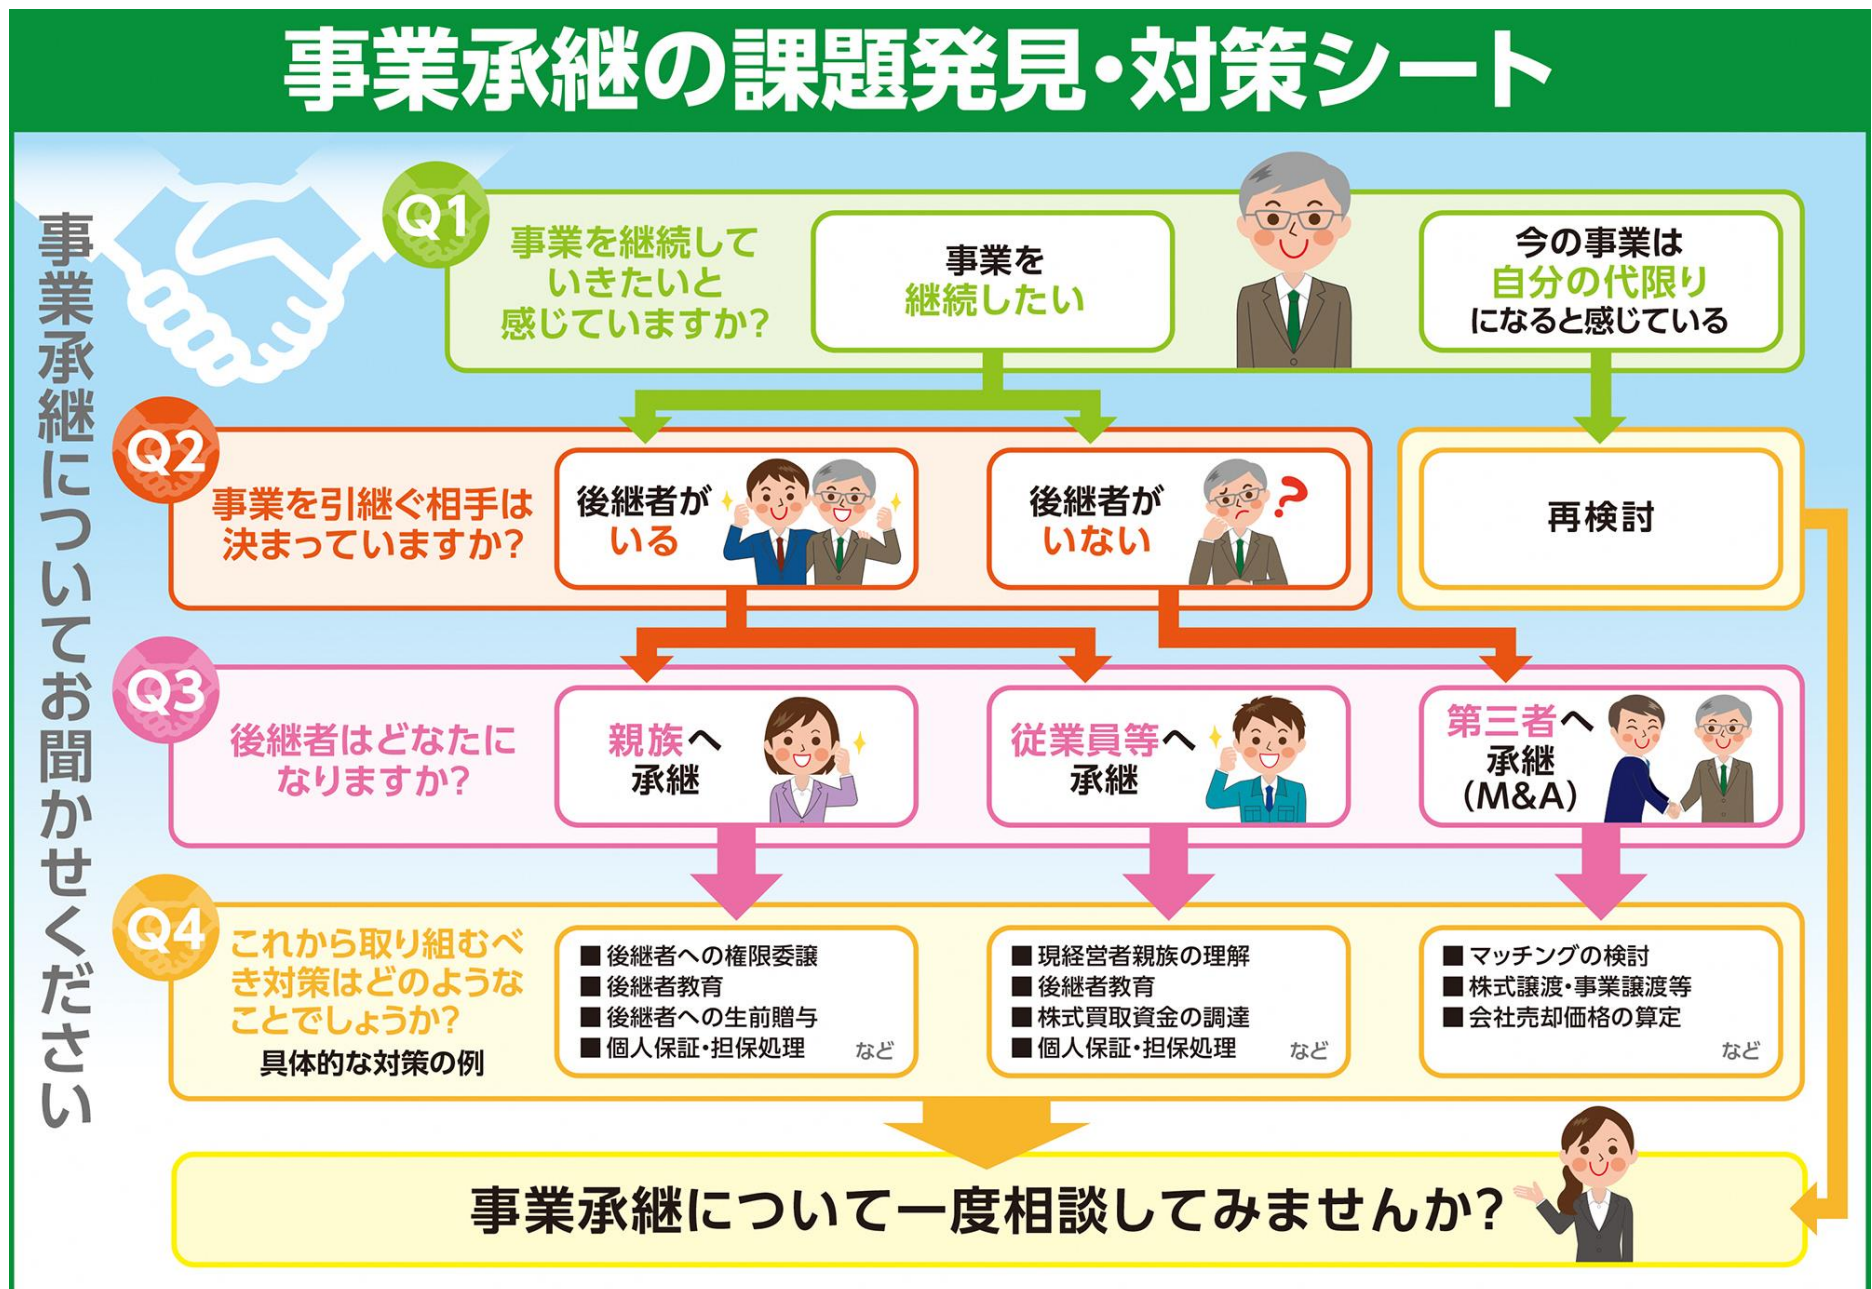 事業承継の課題発見・対策シート
事業承継についてお聞かせください
Q1
事業を継続して
いきたいと
感じていますか?
事業を
継続したい
今の事業は
自分の代限り
になると感じている
Q2
事業を引継ぐ相手は
決まっていますか?
後継者が
いる
後継者が
いない
?
再検討
Q3
後継者はどなたに
なりますか?
親族へ
承継
従業員等へ
承継
第三者へ
承継
(M&A)
Q4
これから取り組むべ
き対策はどのような
ことでしょうか?
具体的な対策の例
■ 後継者への権限委譲
■ 後継者教育
■ 後継者への生前贈与
■ 個人保証・担保処理 など
■ 現経営者親族の理解
■ 後継者教育
■ 株式買取資金の調達
■ 個人保証・担保処理 など
■ マッチングの検討
■ 株式譲渡・事業譲渡等
■ 会社売却価格の算定
など
事業承継について一度相談してみませんか?